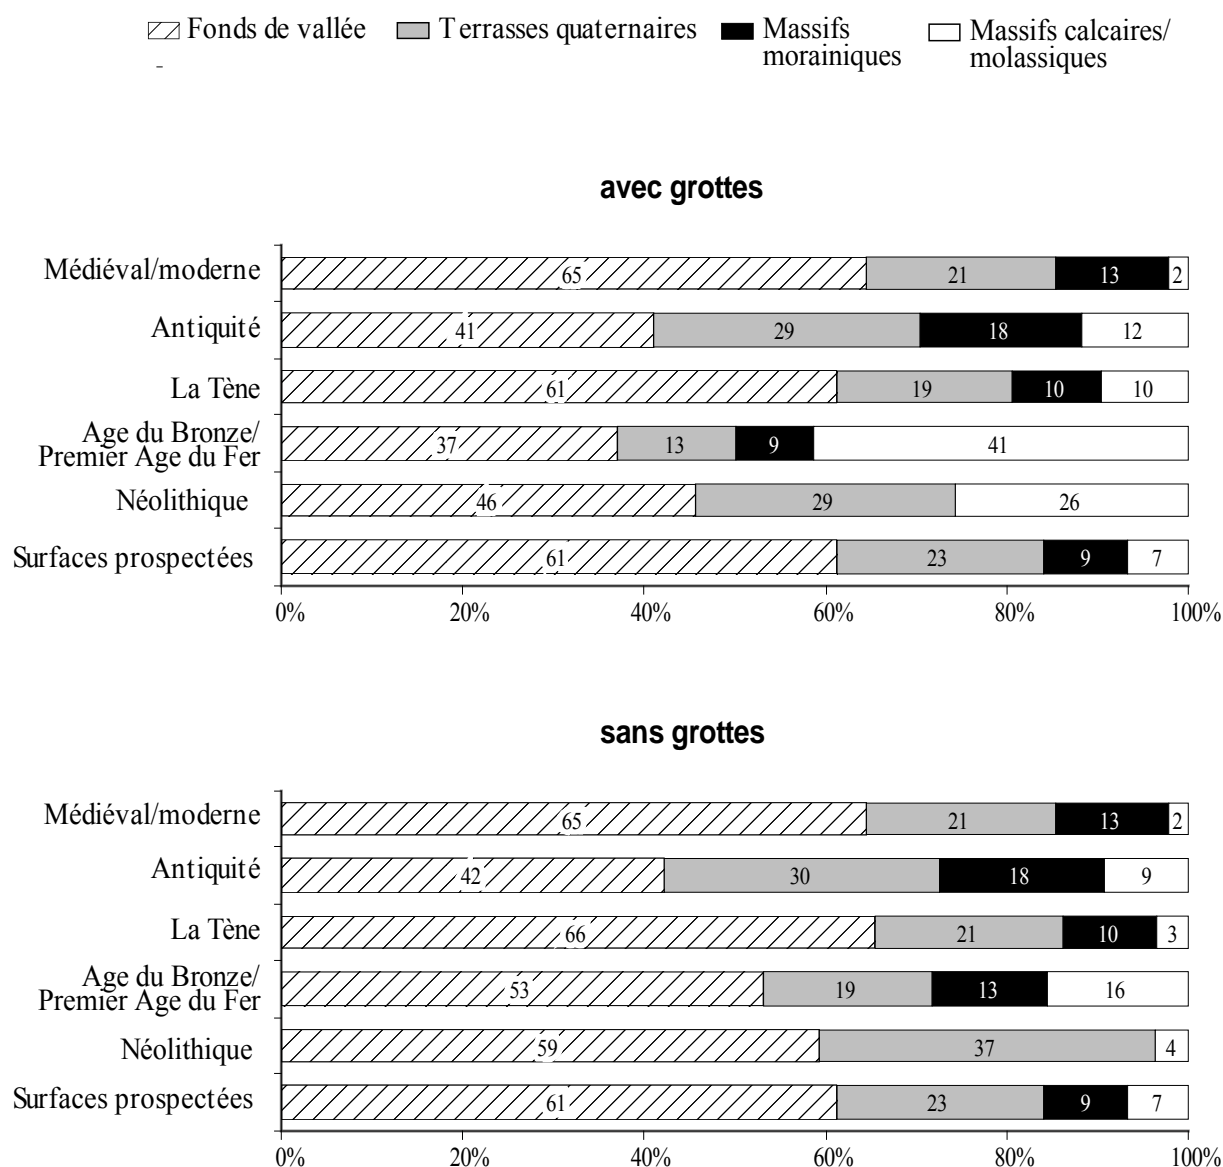 Fonds de vallée Terrasses quaternaires Massifs Massifs calcaires/
morainiques molassiques
avec grottes
Médiéval/moderne 65 21 13 2
Antiquité 41 29 18 12
La Tène 61 19 10 10
Age du Bronze/
Premier Age du Fer 37 13 9 41
Néolithique 46 29 26
Surfaces prospectées 61 23 9 7
0% 20% 40% 60% 80% 100%
sans grottes
Médiéval/moderne 65 21 13 2
Antiquité 42 30 18 9
La Tène 66 21 10 3
Age du Bronze/
Premier Age du Fer 53 19 13 16
Néolithique 59 37 4
Surfaces prospectées 61 23 9 7
0% 20% 40% 60% 80% 100%